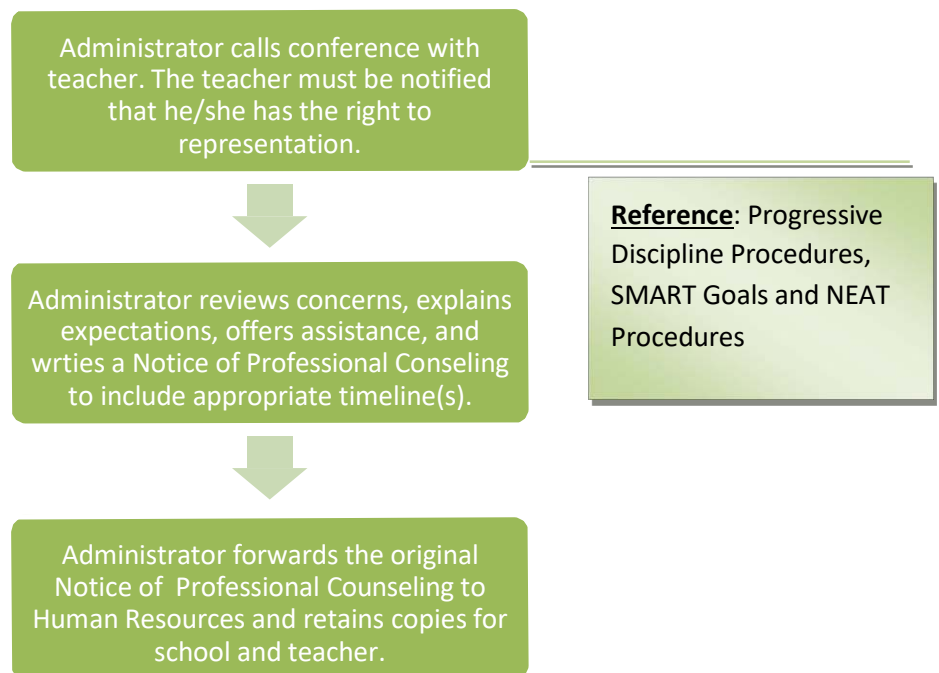 Administrator calls conference with
teacher. The teacher must be notified
that he/she has the right to
representation.
Reference: Progressive
Discipline Procedures,
SMART Goals and NEAT
Procedures
Administrator reviews concerns, explains
expectations, offers assistance, and
wrties a Notice of Professional Conseling
to include appropriate timeline(s).
Administrator forwards the original
Notice of  Professional Counseling to
Human Resources and retains copies for
school and teacher.